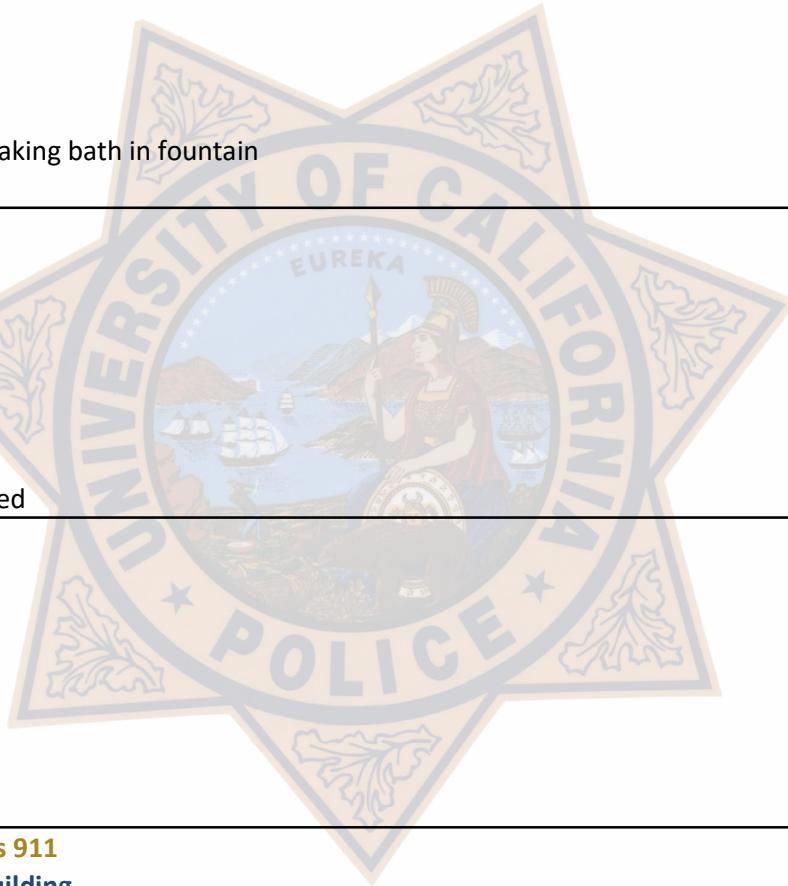 aking bath in fountain
UNIVERSITY OF CALIFORNIA
EUREKA
ed
POLICE
s 911
uilding